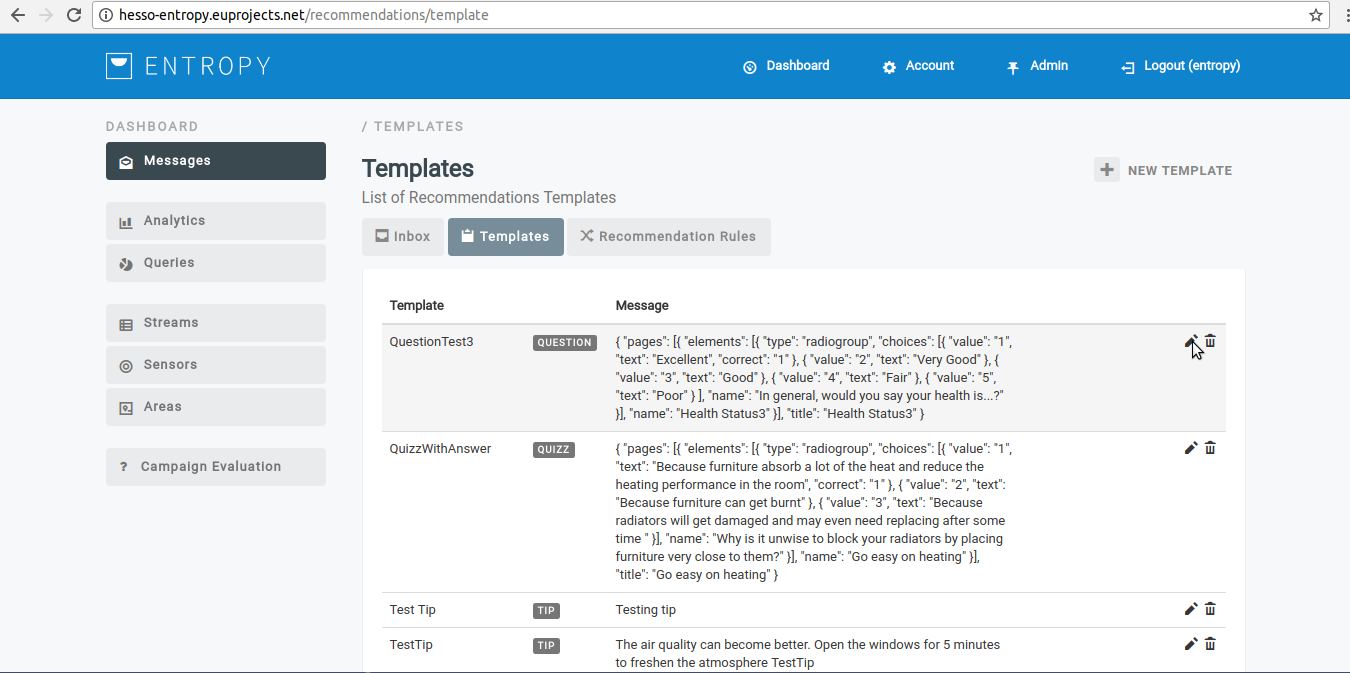 hesso-entropy.euprojects.net/recommendations/template
ENTROPY
Dashboard
Account
Admin
Logout (entropy)
DASHBOARD
Messages
Analytics
Queries
Streams
Sensors
Areas
? Campaign Evaluation
/ TEMPLATES
Templates
NEW TEMPLATE
List of Recommendations Templates
Inbox
Templates
Recommendation Rules
Template
Message
QuestionTest3
QUESTION
{ "pages": [{ "elements": [{ "type": "radiogroup", "choices": [{ "value": "1",
"text": "Excellent", "correct": "1" }, { "value": "2", "text": "Very Good" }, {
"value": "3", "text": "Good" }, { "value": "4", "text": "Fair" }, { "value": "5",
"text": "Poor" } ], "name": "In general, would you say your health is...?"
}], "name": "Health Status3" }], "title": "Health Status3" }
QuizzWithAnswer
QUIZZ
{ "pages": [{ "elements": [{ "type": "radiogroup", "choices": [{ "value": "1",
"text": "Because furniture absorb a lot of the heat and reduce the
heating performance in the room", "correct": "1" }, { "value": "2", "text":
"Because furniture can get burnt" }, { "value": "3", "text": "Because
radiators will get damaged and may even need replacing after some
time " }], "name": "Why is it unwise to block your radiators by placing
furniture very close to them?" }], "name": "Go easy on heating" }],
"title": "Go easy on heating" }
Test Tip
TIP
Testing tip
TestTip
TIP
The air quality can become better. Open the windows for 5 minutes
to freshen the atmosphere TestTip